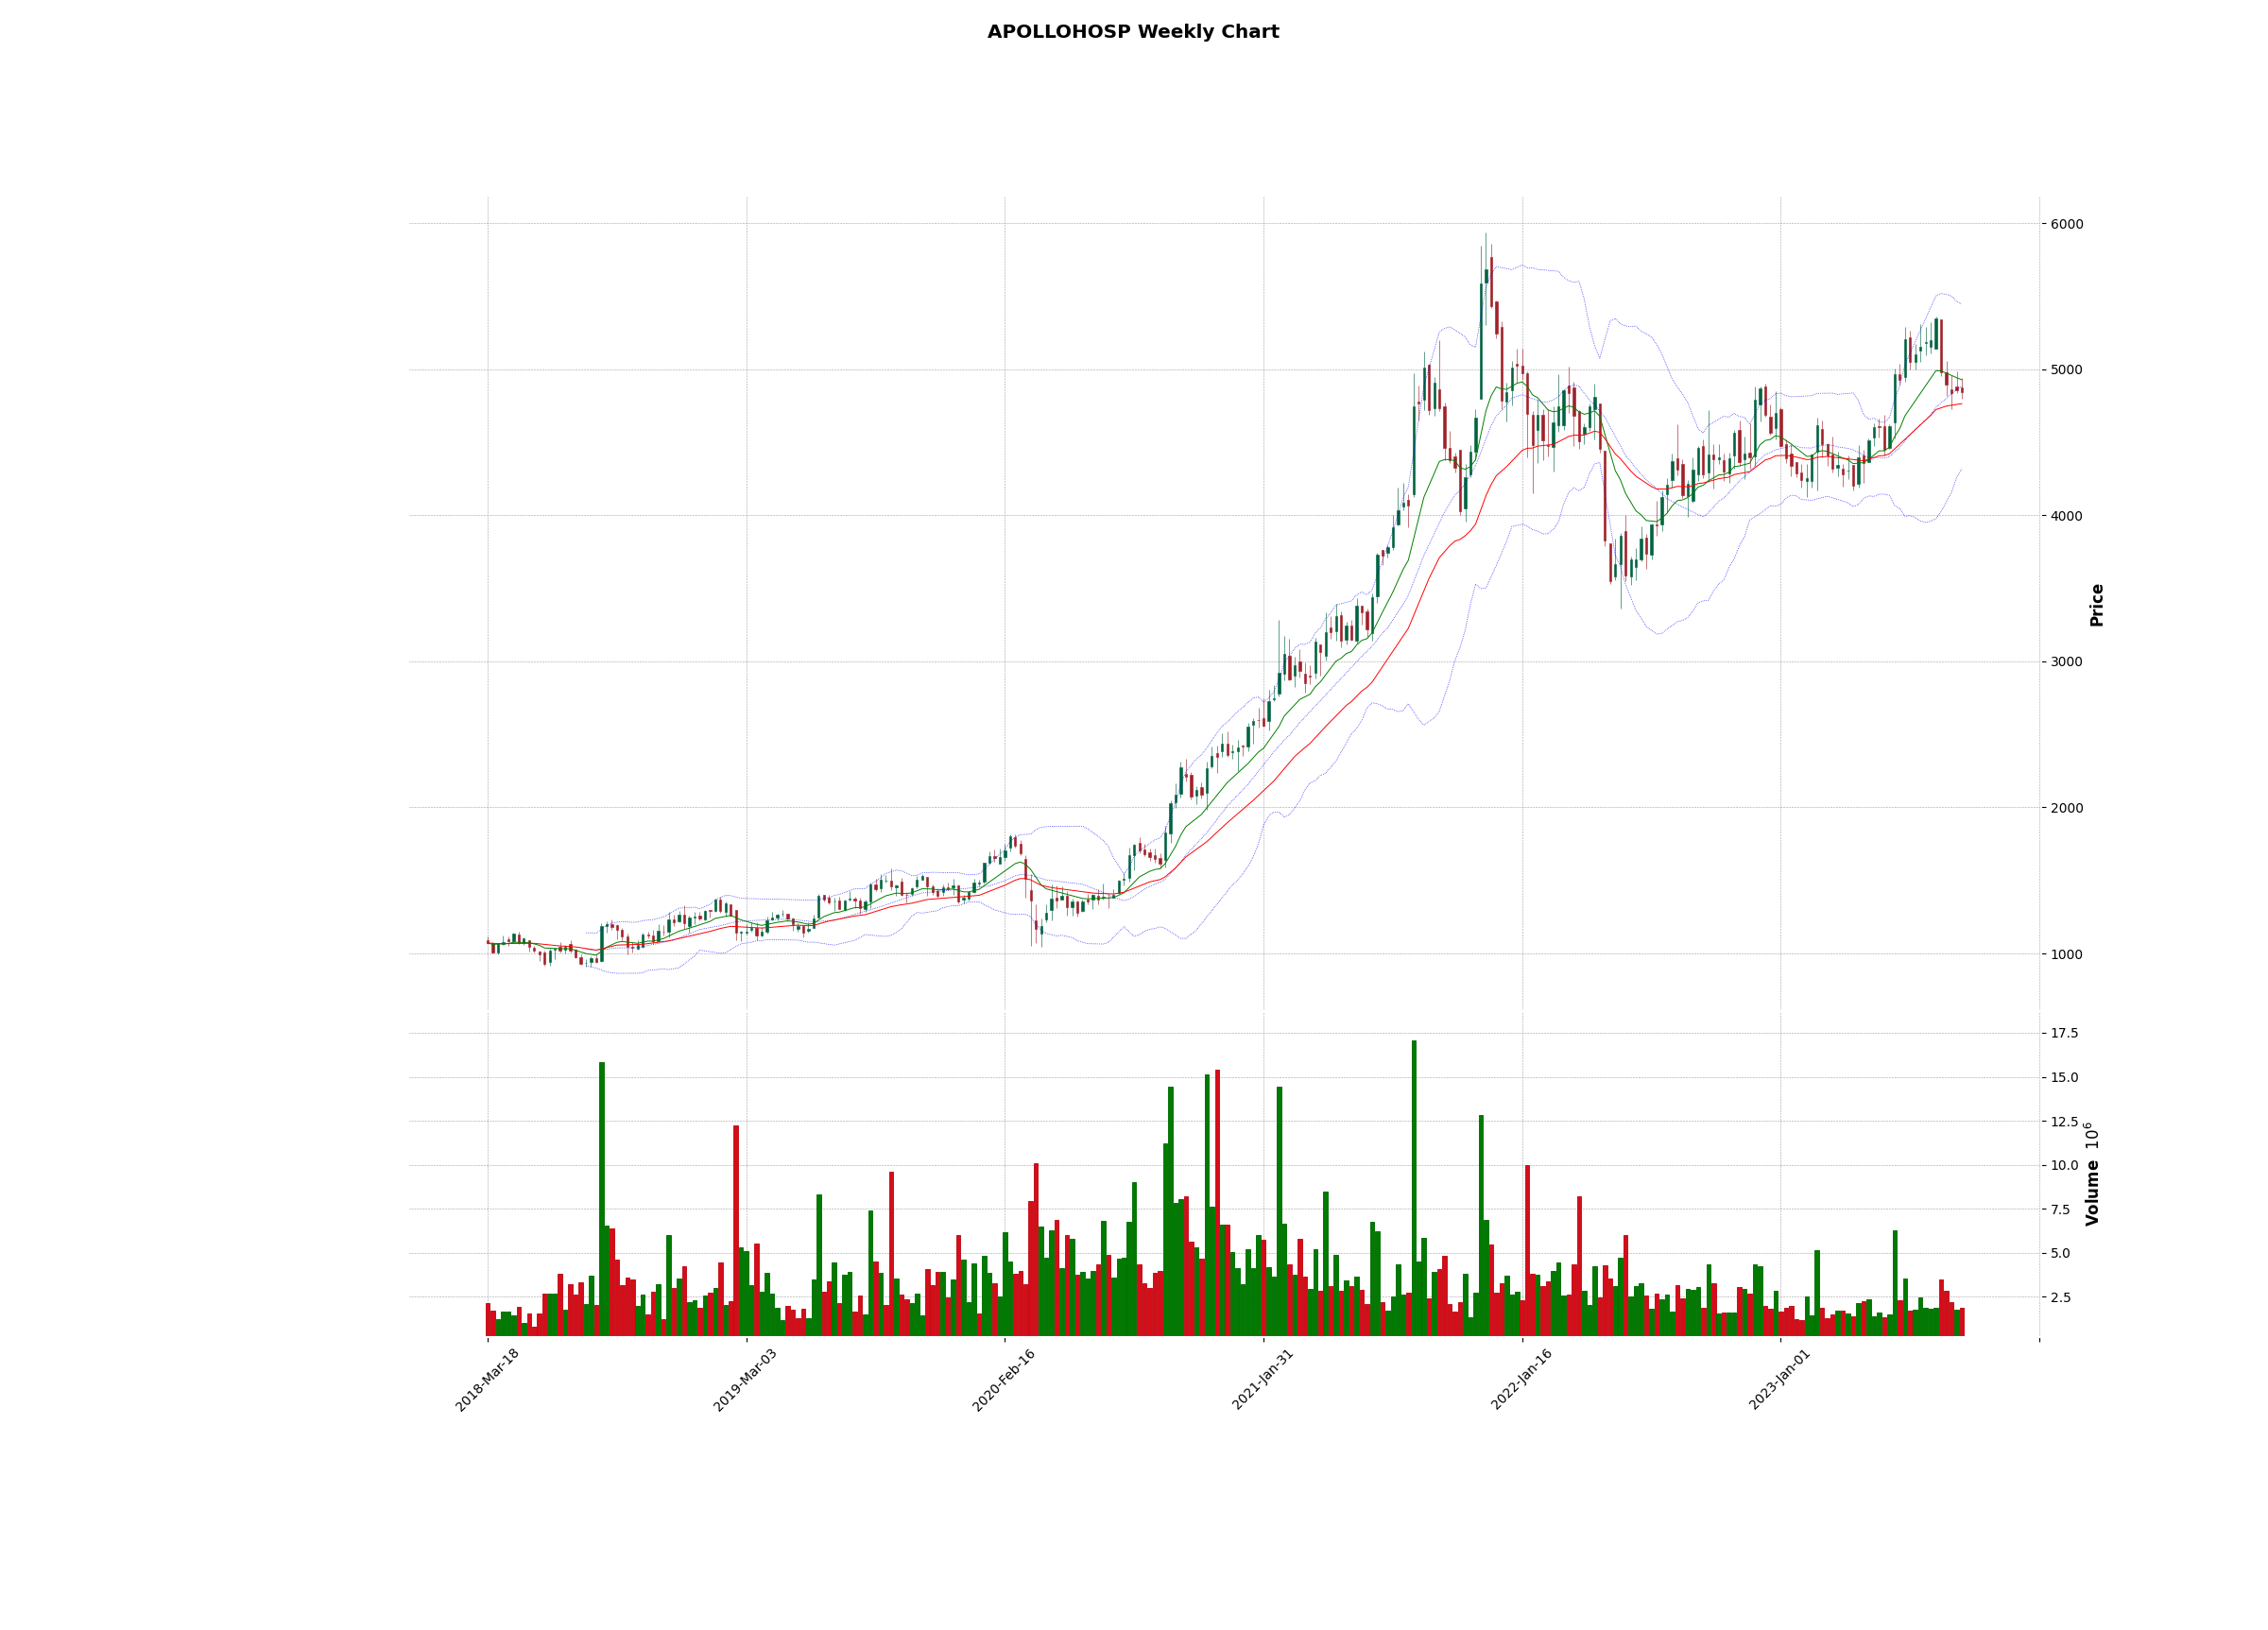 APOLLOHOSP Weekly Chart
6000
5000
4000
3000
2000
1000
Price
17.5
15.0
12.5
10.0
7.5
5.0
2.5
Volume 10^6
2018-Mar-18
2019-Mar-03
2020-Feb-16
2021-Jan-31
2022-Jan-16
2023-Jan-01